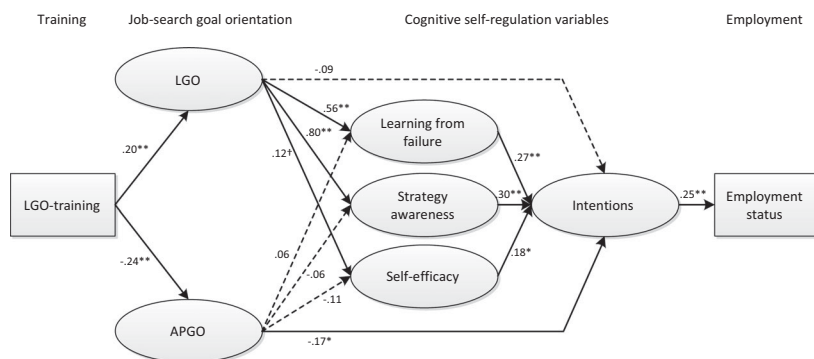 Training
Job-search goal orientation
Cognitive self-regulation variables
Employment
LGO
-.09
.56**
.80**
.12†
Learning from
failure
.20**
.27**
LGO-training
Strategy
awareness
30**
Intentions
.25**
Employment
status
-.24**
.06
-.06
-.11
Self-efficacy
.18*
APGO
-.17*